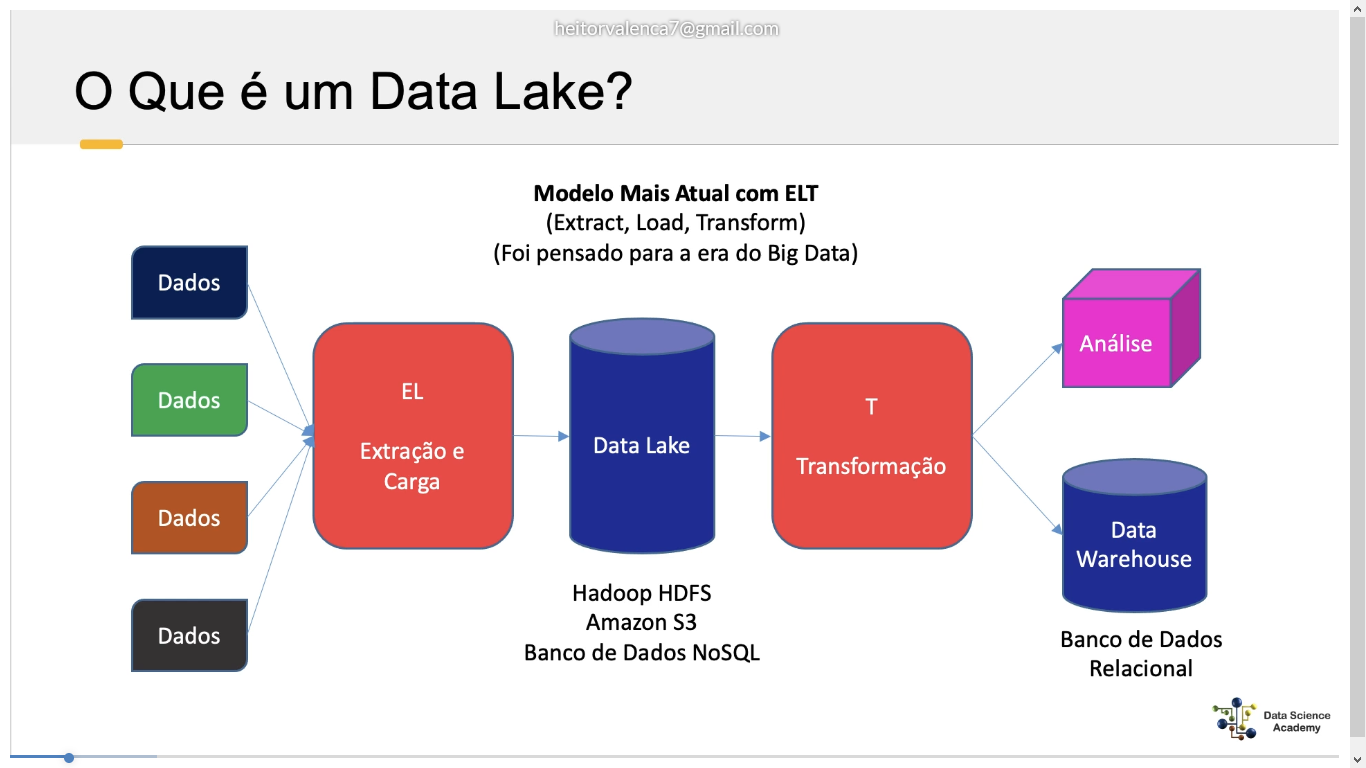 heitorvalenca7@gmail.com
O Que é um Data Lake?
Modelo Mais Atual com ELT
(Extract, Load, Transform)
(Foi pensado para a era do Big Data)
Dados
Dados
Dados
Dados
EL
Extração e
Carga
Data Lake
Hadoop HDFS
Amazon S3
Banco de Dados NoSQL
T
Transformação
Análise
Data
Warehouse
Banco de Dados
Relacional
Data Science
Academy